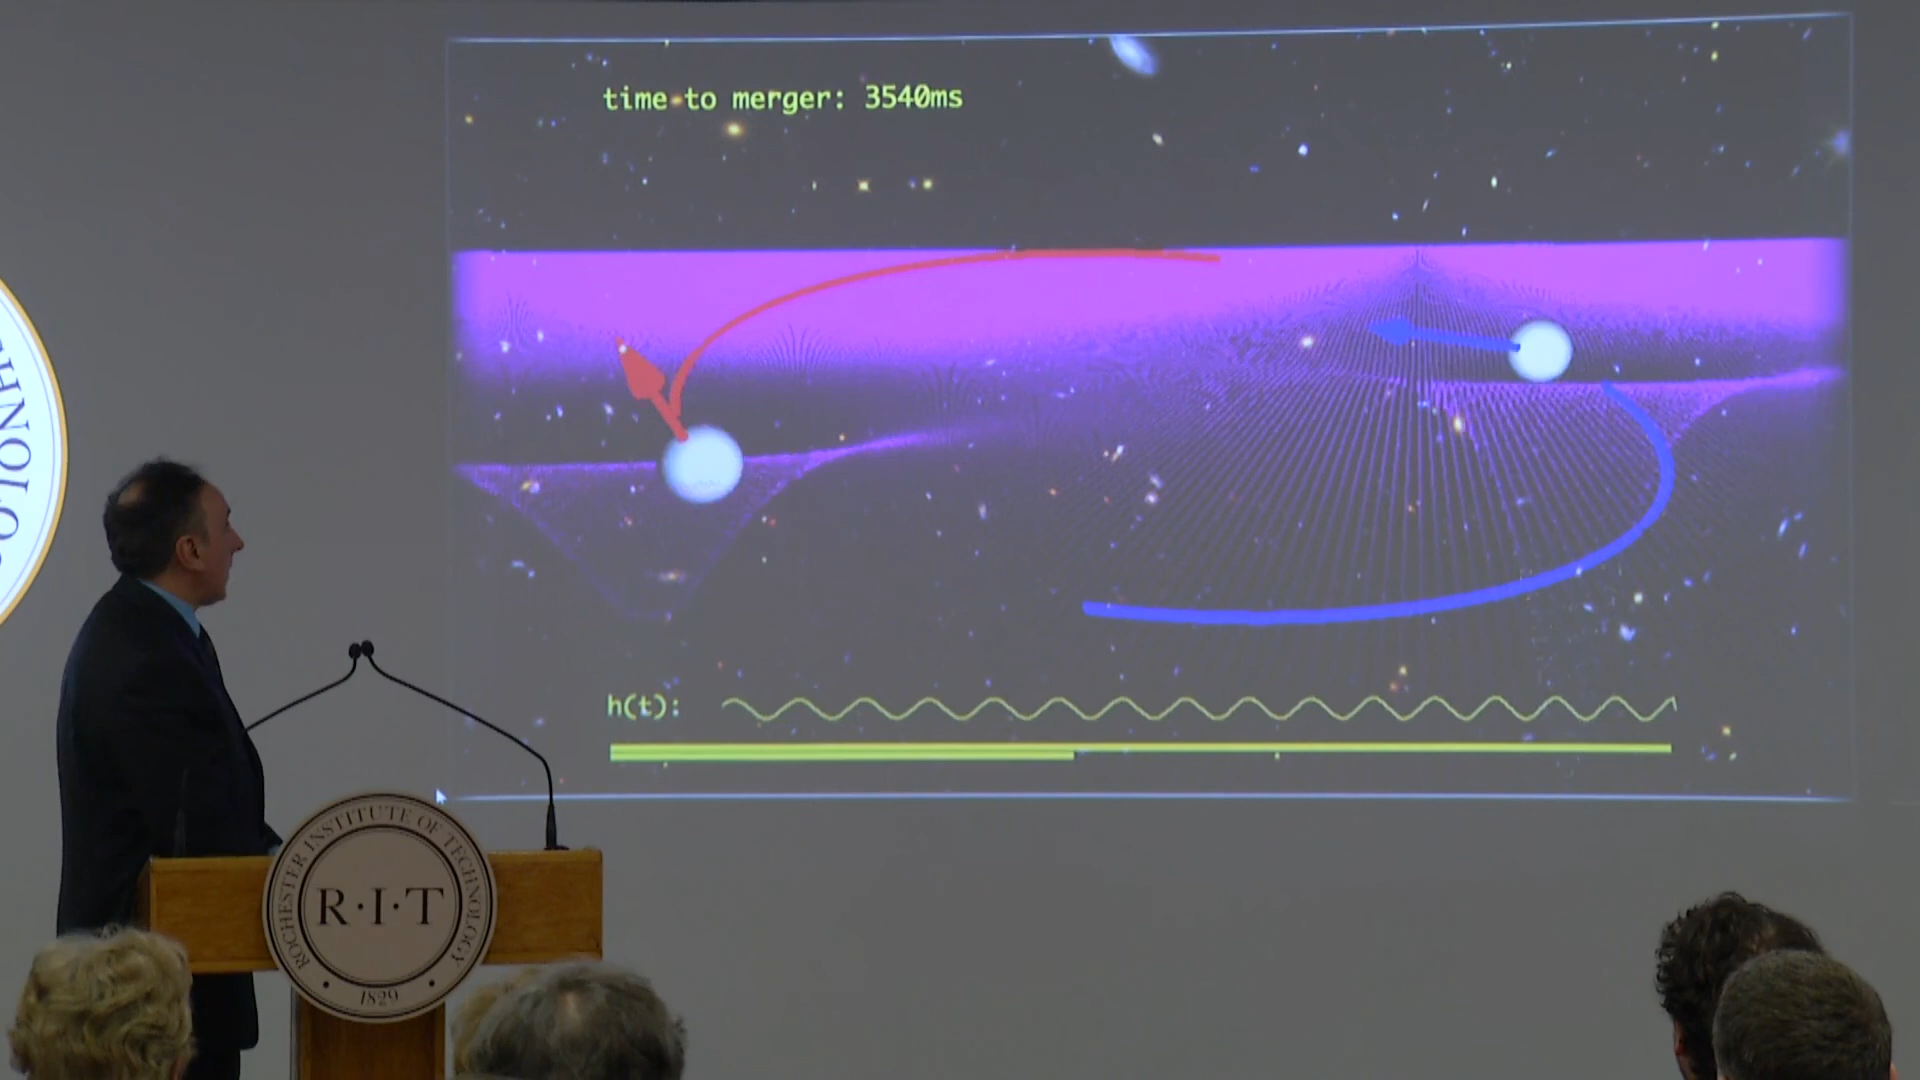 time to merger: 3540ms
h(t):
ROCHESTER INSTITUTE OF TECHNOLOGY
R·I·T
1829